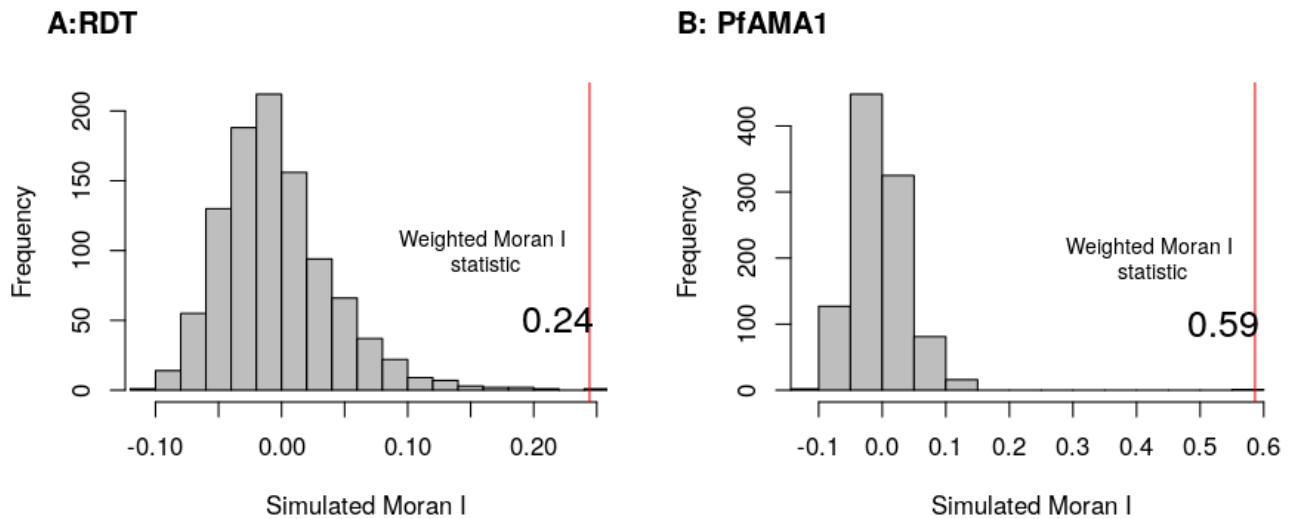 A:RDT
Frequency
0
50
100
150
200
Weighted Moran I
statistic
0.24
-0.10
0.00
0.10
0.20
Simulated Moran I
B: PfAMA1
Frequency
0
100
200
300
400
Weighted Moran I
statistic
0.59
-0.1
0.0
0.1
0.2
0.3
0.4
0.5
0.6
Simulated Moran I